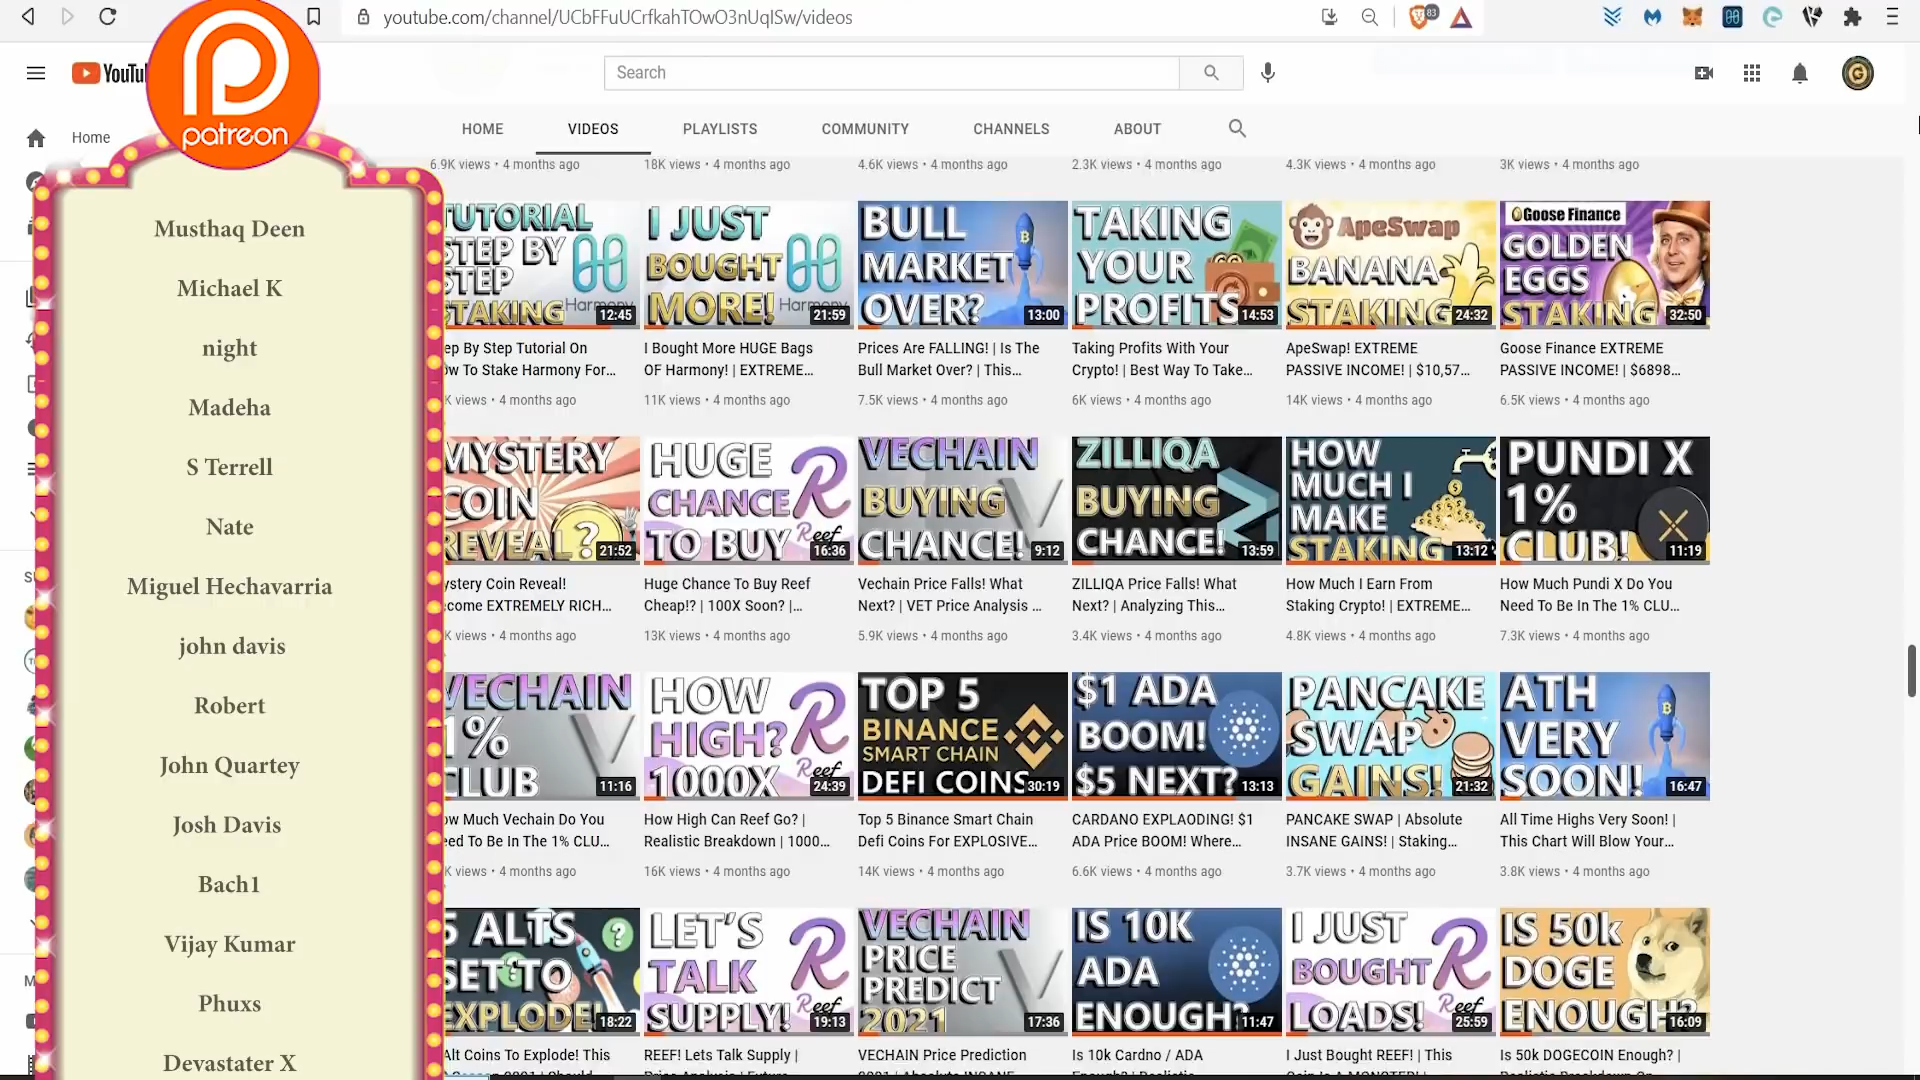 youtube.com/channel/UCbFFuUCrfkahTOwO3nUqISw/videos
83
YouTu
Search
G
patreon
Home
HOME VIDEOS PLAYLISTS COMMUNITY CHANNELS ABOUT
6.9K views • 4 months ago
18K views • 4 months ago
4.6K views • 4 months ago
2.3K views • 4 months ago
4.3K views • 4 months ago
3K views • 4 months ago
Musthaq Deen
Michael K
night
Madeha
S Terrell
Nate
Miguel Hechavarria
john davis
Robert
John Quartey
Josh Davis
Bach1
Vijay Kumar
Phuxs
Devastater X
TUTORIAL
STEP BY
STEP
STAKING
Harmony
12:45
ep By Step Tutorial On
ow To Stake Harmony For...
K views • 4 months ago
I JUST
BOUGHT
MORE!
Harmony
21:59
I Bought More HUGE Bags
OF Harmony! | EXTREME...
11K views • 4 months ago
BULL
MARKET
OVER?
13:00
Prices Are FALLING! | Is The
Bull Market Over? | This...
7.5K views • 4 months ago
TAKING
YOUR
PROFITS
14:53
Taking Profits With Your
Crypto! | Best Way To Take...
6K views • 4 months ago
ApeSwap
BANANA
STAKING
24:32
ApeSwap! EXTREME
PASSIVE INCOME! | $10,57...
14K views • 4 months ago
Goose Finance
GOLDEN
EGGS
STAKING
32:50
Goose Finance EXTREME
PASSIVE INCOME! | $6898...
6.5K views • 4 months ago
MYSTERY
COIN
REVEAL?
21:52
ystery Coin Reveal!
come EXTREMELY RICH...
K views • 4 months ago
HUGE
CHANCE
TO BUY
Reef
16:36
Huge Chance To Buy Reef
Cheap!? | 100X Soon? |...
13K views • 4 months ago
VECHAIN
BUYING
CHANCE!
9:12
Vechain Price Falls! What
Next? | VET Price Analysis ...
5.9K views • 4 months ago
ZILLIQA
BUYING
CHANCE!
13:59
ZILLIQA Price Falls! What
Next? | Analyzing This...
3.4K views • 4 months ago
HOW
MUCH I
MAKE
STAKING
13:12
How Much I Earn From
Staking Crypto! | EXTREME...
4.8K views • 4 months ago
PUNDI X
1%
CLUB!
11:19
How Much Pundi X Do You
Need To Be In The 1% CLU...
7.3K views • 4 months ago
VECHAIN
1%
CLUB
11:16
ow Much Vechain Do You
eed To Be In The 1% CLU...
K views • 4 months ago
HOW
HIGH?
1000X
Reef
24:39
How High Can Reef Go? |
Realistic Breakdown | 1000...
16K views • 4 months ago
TOP 5
BINANCE
SMART CHAIN
DEFI COINS
30:19
Top 5 Binance Smart Chain
Defi Coins For EXPLOSIVE...
14K views • 4 months ago
$1 ADA
BOOM!
$5 NEXT?
13:13
CARDANO EXPLAODING! $1
ADA Price BOOM! Where...
6.6K views • 4 months ago
PANCAKE
SWAP
GAINS!
21:32
PANCAKE SWAP | Absolute
INSANE GAINS! | Staking...
3.7K views • 4 months ago
ATH
VERY
SOON!
16:47
All Time Highs Very Soon! |
This Chart Will Blow Your...
3.8K views • 4 months ago
5 ALTS
SET TO
EXPLODE!
18:22
Alt Coins To Explode! This
LET'S
TALK
SUPPLY!
Reef
19:13
REEF! Lets Talk Supply |
VECHAIN
PRICE
PREDICT
2021
17:36
VECHAIN Price Prediction
IS 10K
ADA
ENOUGH?
11:47
Is 10k Cardno / ADA
I JUST
BOUGHT
LOADS!
Reef
25:59
I Just Bought REEF! | This
IS 50k
DOGE
ENOUGH?
16:09
Is 50k DOGECOIN Enough? |